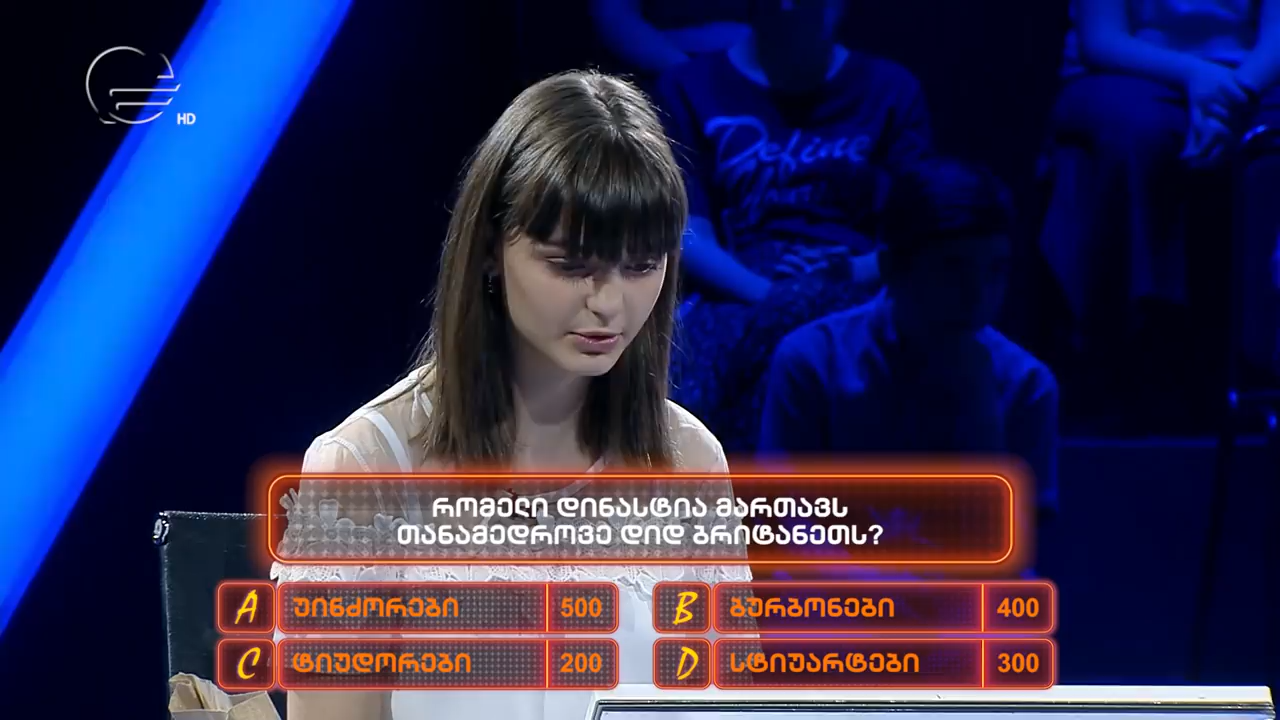 HD
Define
რომელი დინასტია მართავს
თანამედროვე დიდ ბრიტანეთს?
A უინძორები 500
B ბურბონები 400
C ტიუდორები 200
D სტიუარტები 300